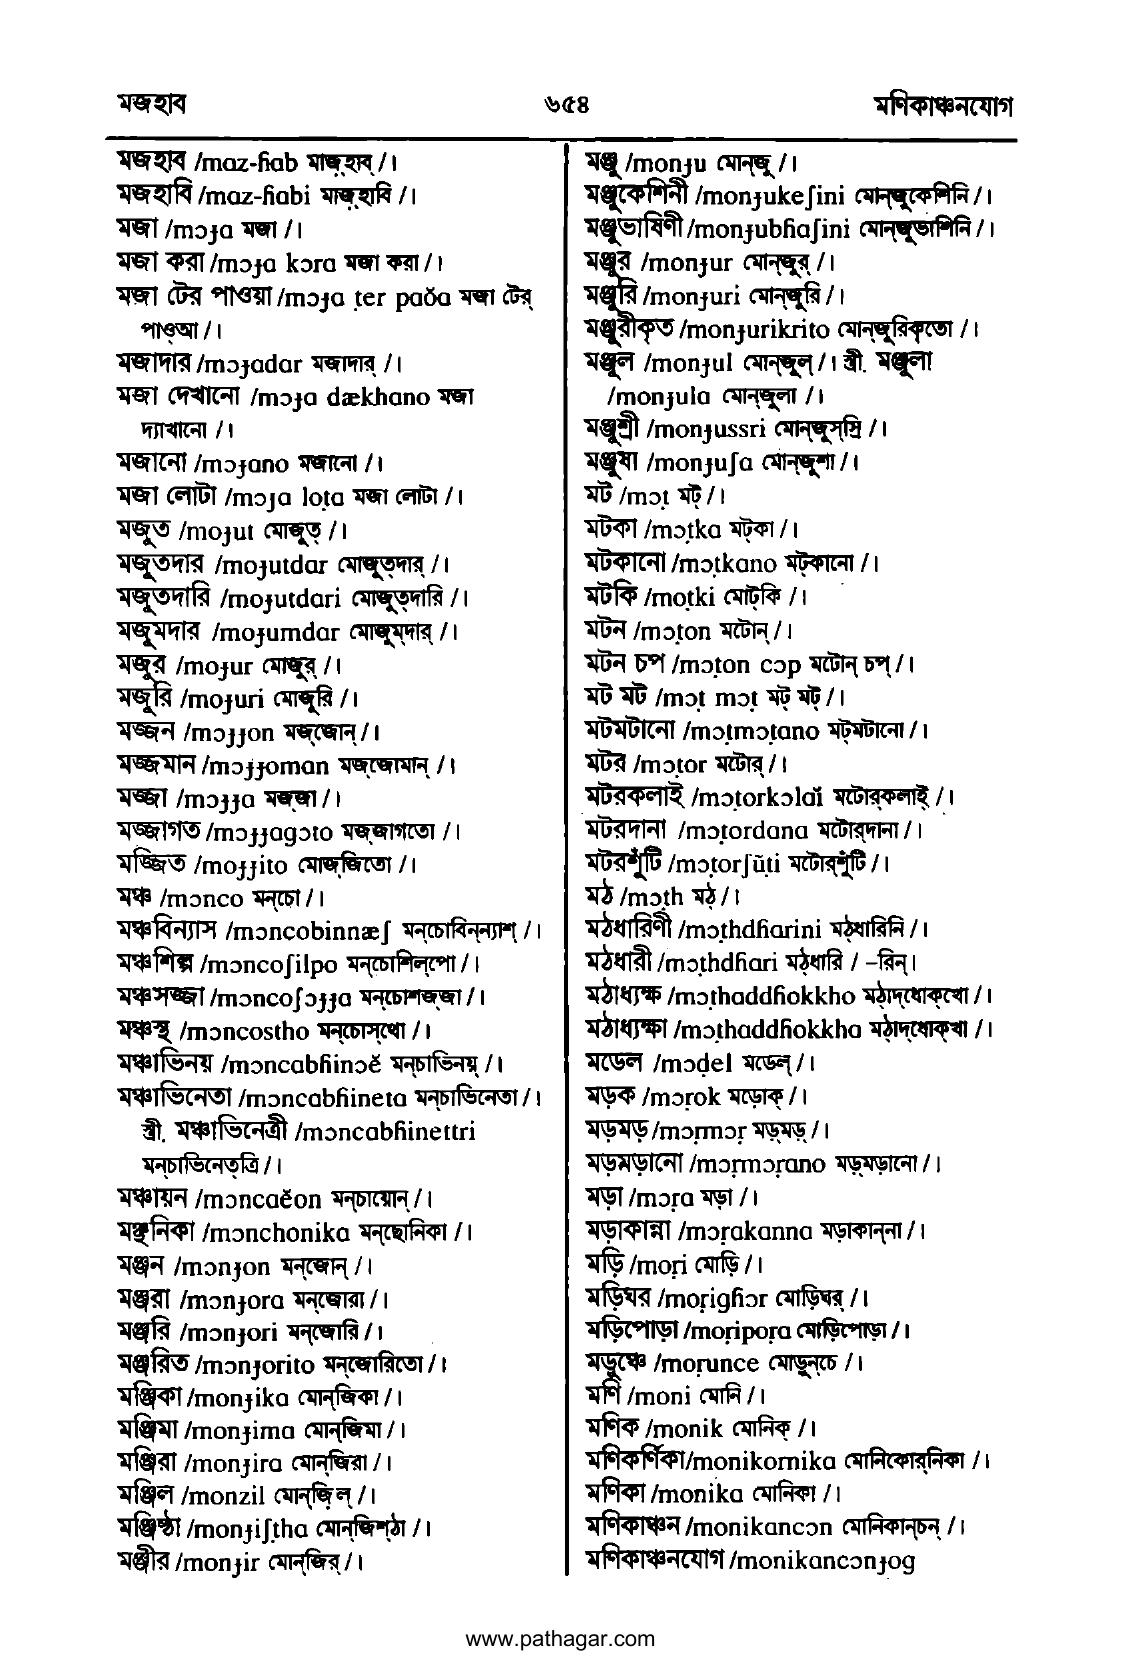 মজহাব ৬৫৪ মণিকাঞ্চনযোগ
মজহাব /maz-ɦab মাজ়্হাব্ /।
মজহাবি /maz-ɦabi মাজ়্হাবি /।
মজা /mɔɟa মজা /।
মজা করা /mɔɟa kɔra মজা করা /।
মজা টের পাওয়া /mɔɟa ṭer paŏa মজা টের্
পাওআ /।
মজাদার /mɔɟadar মজাদার্ /।
মজা দেখানো /mɔɟa dækhano মজা
দ্যাখানো /।
মজানো /mɔɟano মজানো /।
মজা লোটা /mɔɟa loṭa মজা লোটা /।
মজুত /moɟut মোজুত্ /।
মজুতদার /moɟutdar মোজুত্দার্ /।
মজুতদারি /moɟutdari মোজুত্দারি /।
মজুমদার /moɟumdar মোজুম্দার্ /।
মজুর /moɟur মোজুর্ /।
মজুরি /moɟuri মোজুরি /।
মজ্জন /mɔɟɟon মজ্‌জোন্ /।
মজ্জমান /mɔɟɟoman মজ্‌জোমান্ /।
মজ্জা /mɔɟɟa মজ্‌জা /।
মজ্জাগত /mɔɟɟagɔto মজ্‌জাগতো /।
মজ্জিত /moɟɟito মোজ্‌জিতো /।
মঞ্চ /mɔnco মন্‌চো /।
মঞ্চবিন্যাস /mɔncobinnæʃ মন্‌চোবিন্‌ন্যাশ্ /।
মঞ্চশিল্প /mɔncoʃilpo মন্‌চোশিল্‌পো /।
মঞ্চসজ্জা /mɔncoʃɔɟɟa মন্‌চোশজ্‌জা /।
মঞ্চস্থ /mɔncostho মন্‌চোস্‌থো /।
মঞ্চাভিনয় /mɔncabɦinɔĕ মন্‌চাভিনয়্ /।
মঞ্চাভিনেতা /mɔncabɦineta মন্‌চাভিনেতা /।
স্ত্রী. মঞ্চাভিনেত্রী /mɔncabɦinettri
মন্‌চাভিনেত্‌ত্রি /।
মঞ্চায়ন /mɔncaĕon মন্‌চায়োন্ /।
মঞ্ছনিকা /mɔnchonika মন্‌ছোনিকা /।
মঞ্জন /mɔnɟon মন্‌জোন্ /।
মঞ্জরা /mɔnɟora মন্‌জোরা /।
মঞ্জরি /mɔnɟori মন্‌জোরি /।
মঞ্জরিত /mɔnɟorito মন্‌জোরিতো /।
মঞ্জিকা /monɟika মোন্‌জিকা /।
মঞ্জিমা /monɟima মোন্‌জিমা /।
মঞ্জিরা /monɟira মোন্‌জিরা /।
মঞ্জিল /monzil মোন্‌জ়িল্ /।
মঞ্জিষ্ঠা /monɟiʃṭha মোন্‌জিশ্‌ঠা /।
মঞ্জীর /monɟir মোন্‌জির্ /।
মঞ্জু /monɟu মোন্‌জু /।
মঞ্জুকেশিনী /monɟukeʃini মোন্‌জুকেশিনি /।
মঞ্জুভাষিণী /monɟubɦaʃini মোন্‌জুভাশিনি /।
মঞ্জুর /monɟur মোন্‌জুর্ /।
মঞ্জুরি /monɟuri মোন্‌জুরি /।
মঞ্জুরীকৃত /monɟurikrito মোন্‌জুরিকৃতো /।
মঞ্জুল /monɟul মোন্‌জুল্ /। স্ত্রী. মঞ্জুলা
/monɟula মোন্‌জুলা /।
মঞ্জুশ্রী /monɟussri মোন্‌জুস্‌স্রি /।
মঞ্জুষা /monɟuʃa মোন্‌জুশা /।
মট /mɔṭ মট্ /।
মটকা /mɔṭka মট্‌কা /।
মটকানো /mɔṭkano মট্‌কানো /।
মটকি /moṭki মোট্‌কি /।
মটন /mɔṭon মটোন্ /।
মটন চপ /mɔṭon cɔp মটোন্ চপ্ /।
মট মট /mɔṭ mɔṭ মট্ মট্ /।
মটমটানো /mɔṭmɔṭano মট্‌মটানো /।
মটর /mɔṭor মটোর্ /।
মটরকলাই /mɔṭorkɔlaĭ মটোর্‌কলাই্ /।
মটরদানা /mɔṭordana মটোর্‌দানা /।
মটরশুঁটি /mɔṭorʃũṭi মটোর্‌শুঁটি /।
মঠ /mɔṭh মঠ্ /।
মঠধারিণী /mɔṭhdɦarini মঠ্‌ধারিনি /।
মঠধারী /mɔṭhdɦari মঠ্‌ধারি / –রিন্।
মঠাধ্যক্ষ /mɔṭhaddɦokkho মঠাদ্‌ধোক্‌খো /।
মঠাধ্যক্ষা /mɔṭhaddɦokkha মঠাদ্‌ধোক্‌খা /।
মডেল /mɔḍel মডেল্ /।
মড়ক /mɔṛok মড়োক্ /।
মড়মড় /mɔṛmɔṛ মড়্‌মড়্ /।
মড়মড়ানো /mɔṛmɔṛano মড়্‌মড়ানো /।
মড়া /mɔṛa মড়া /।
মড়াকান্না /mɔṛakanna মড়াকান্‌না /।
মড়ি /moṛi মোড়ি /।
মড়িঘর /moṛigɦɔr মোড়িঘর্ /।
মড়িপোড়া /moṛipoṛa মোড়িপোড়া /।
মড়ুঞ্চে /moṛunce মোড়ুন্‌চে /।
মণি /moni মোনি /।
মণিক /monik মোনিক্ /।
মণিকর্ণিকা/monikornika মোনিকোর্‌নিকা /।
মণিকা /monika মোনিকা /।
মণিকাঞ্চন /monikancɔn মোনিকান্‌চন্ /।
মণিকাঞ্চনযোগ /monikancɔnɟog
www.pathagar.com